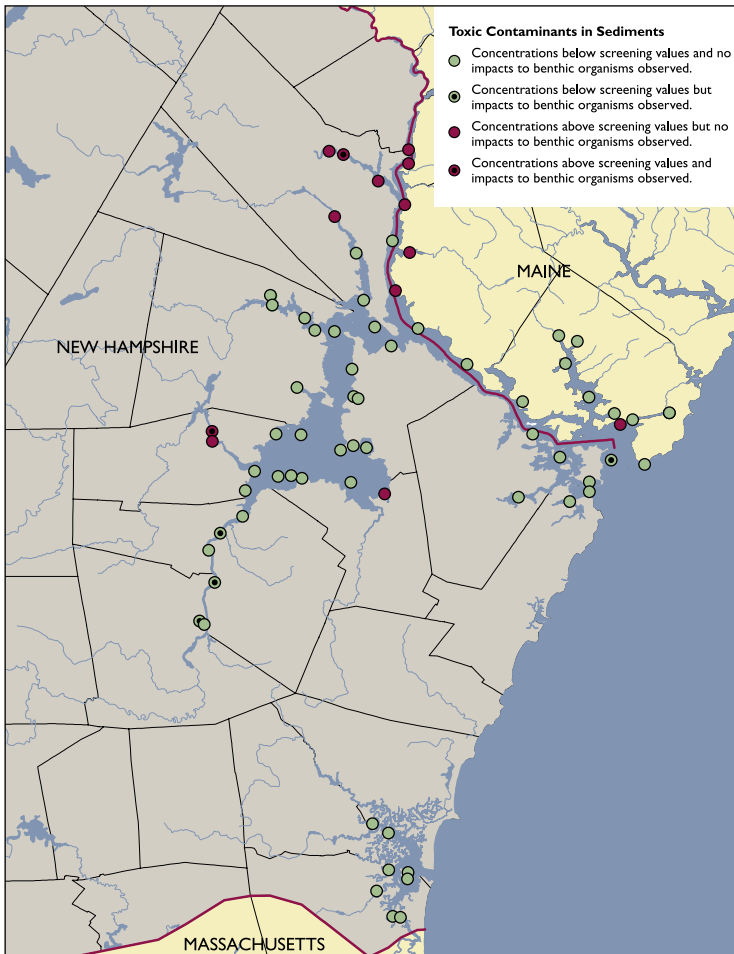 Toxic Contaminants in Sediments
Concentrations below screening values and no
impacts to benthic organisms observed.
Concentrations below screening values but
impacts to benthic organisms observed.
Concentrations above screening values but no
impacts to benthic organisms observed.
Concentrations above screening values and
impacts to benthic organisms observed.
MAINE
NEW HAMPSHIRE
MASSACHUSETTS